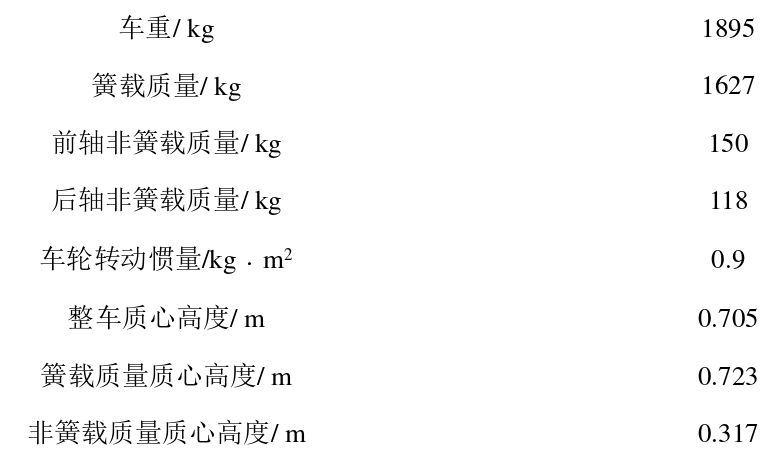 车重/ kg 1895
簧载质量/ kg 1627
前轴非簧载质量/ kg 150
后轴非簧载质量/ kg 118
车轮转动惯量/kg · m² 0.9
整车质心高度/ m 0.705
簧载质量质心高度/ m 0.723
非簧载质量质心高度/ m 0.317